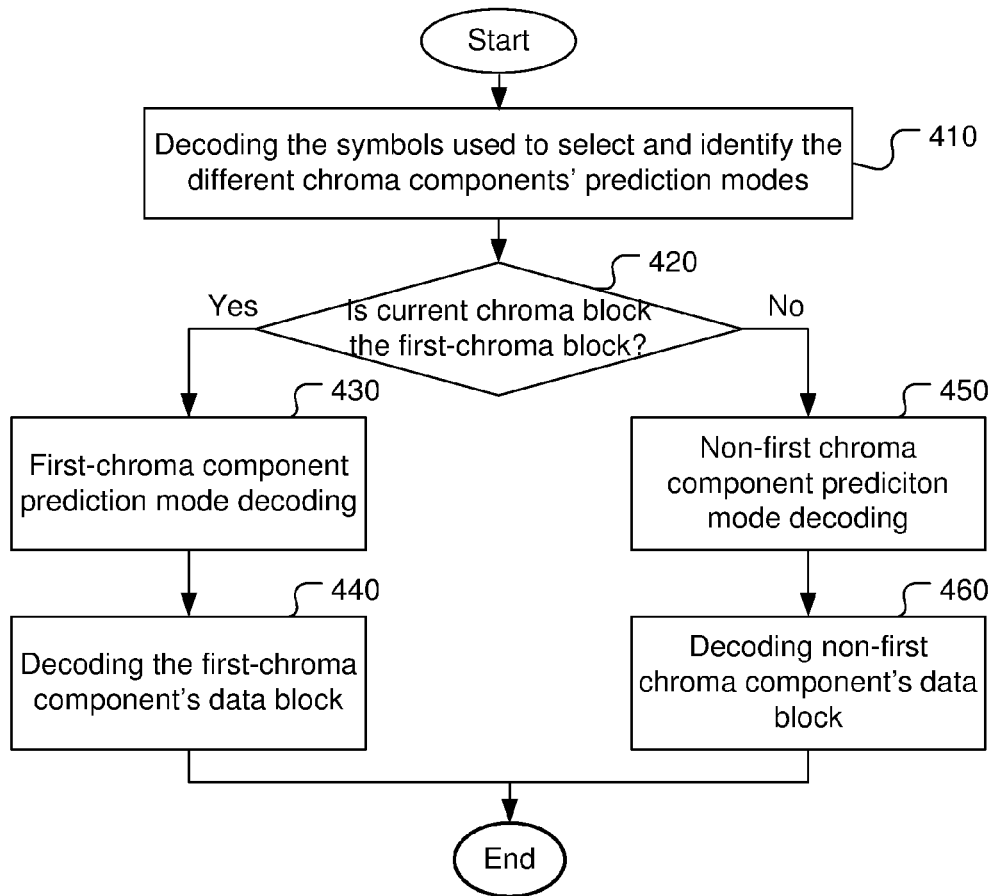 Start
Decoding the symbols used to select and identify the
different chroma components' prediction modes
410
420
Yes
Is current chroma block
the first-chroma block?
No
430
First-chroma component
prediction mode decoding
450
Non-first chroma
component prediciton
mode decoding
440
Decoding the first-chroma
component's data block
460
Decoding non-first
chroma component's data
block
End